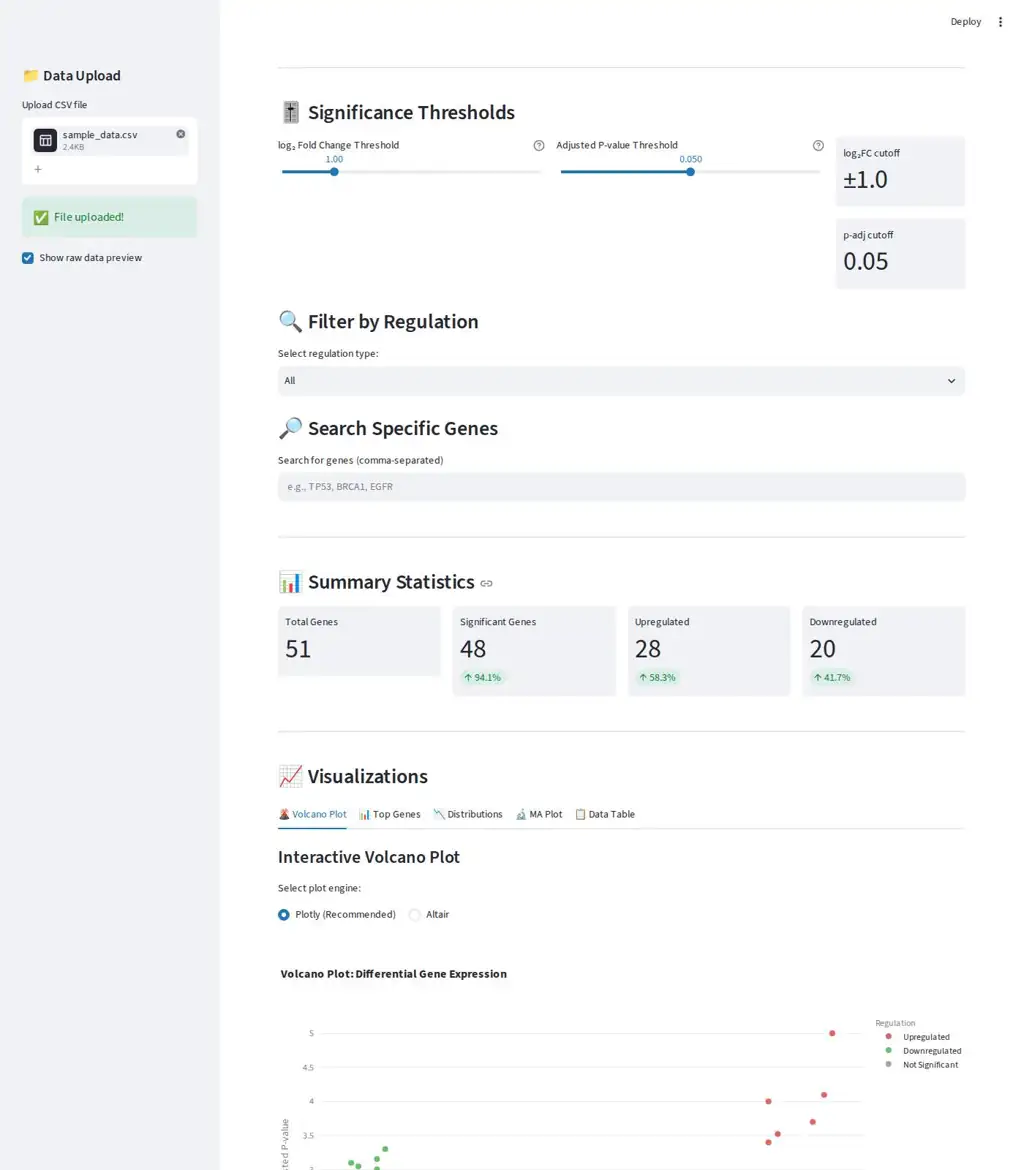 Deploy
📁 Data Upload
Upload CSV file
sample_data.csv
2.4KB
+
✅ File uploaded!
Show raw data preview
🎚️ Significance Thresholds
log₂ Fold Change Threshold
1.00
Adjusted P-value Threshold
0.050
log₂FC cutoff
±1.0
p-adj cutoff
0.05
🔍 Filter by Regulation
Select regulation type:
All
🔎 Search Specific Genes
Search for genes (comma-separated)
e.g., TP53, BRCA1, EGFR
📊 Summary Statistics
Total Genes
51
Significant Genes
48
↑ 94.1%
Upregulated
28
↑ 58.3%
Downregulated
20
↑ 41.7%
📈 Visualizations
🌋 Volcano Plot 📊 Top Genes 📉 Distributions 🔬 MA Plot 📋 Data Table
Interactive Volcano Plot
Select plot engine:
Plotly (Recommended) Altair
Volcano Plot: Differential Gene Expression
Regulation
Upregulated
Downregulated
Not Significant
5
4.5
4
3.5
P-value